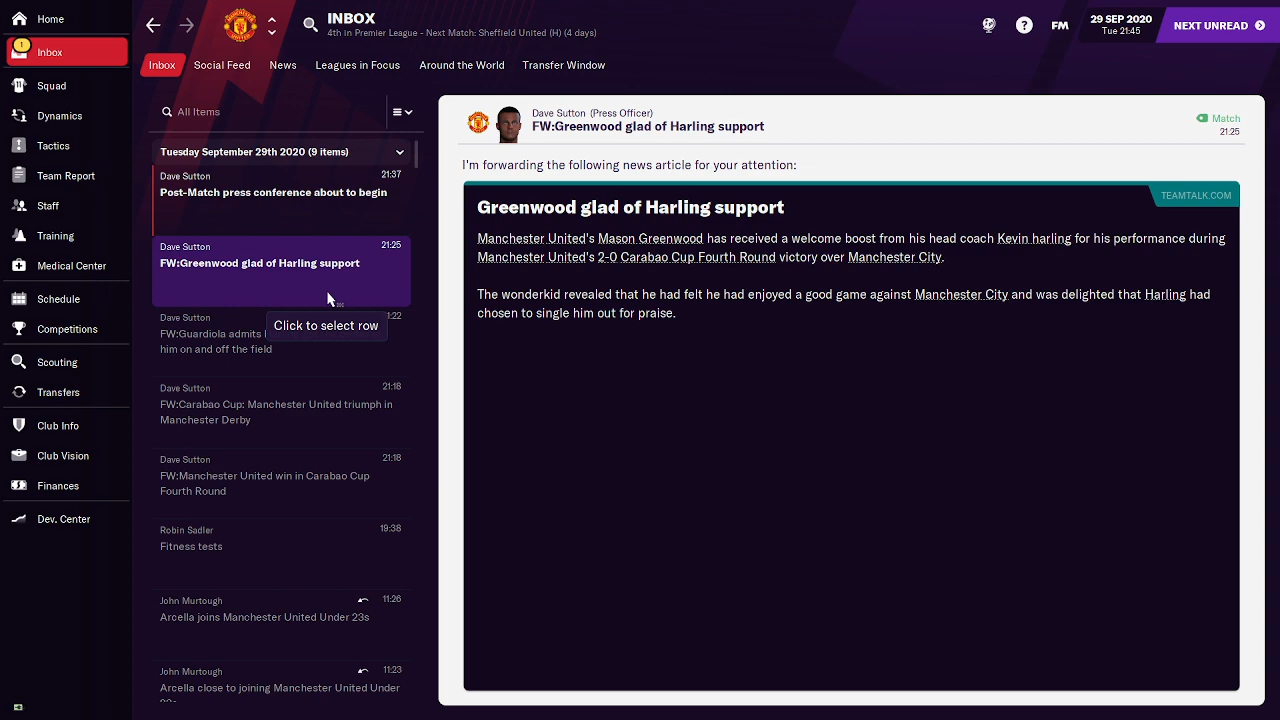 Home
1
Inbox
Squad
Dynamics
Tactics
Team Report
Staff
Training
Medical Center
Schedule
Competitions
Scouting
Transfers
Club Info
Club Vision
Finances
Dev. Center
INBOX
4th in Premier League - Next Match: Sheffield United (H) (4 days)
?
FM
29 SEP 2020
Tue 21:45
NEXT UNREAD
Inbox
Social Feed
News
Leagues in Focus
Around the World
Transfer Window
All Items
Tuesday September 29th 2020 (9 items)
Dave Sutton 21:37
Post-Match press conference about to begin
Dave Sutton 21:25
FW:Greenwood glad of Harling support
Click to select row
Dave Sutton :22
FW:Guardiola admits
him on and off the field
Dave Sutton 21:18
FW:Carabao Cup: Manchester United triumph in
Manchester Derby
Dave Sutton 21:18
FW:Manchester United win in Carabao Cup
Fourth Round
Robin Sadler 19:38
Fitness tests
John Murtough 11:26
Arcella joins Manchester United Under 23s
John Murtough 11:23
Arcella close to joining Manchester United Under
Dave Sutton (Press Officer)
FW:Greenwood glad of Harling support
Match
21:25
I'm forwarding the following news article for your attention:
TEAMTALK.COM
Greenwood glad of Harling support
Manchester United's Mason Greenwood has received a welcome boost from his head coach Kevin harling for his performance during
Manchester United's 2-0 Carabao Cup Fourth Round victory over Manchester City.
The wonderkid revealed that he had felt he had enjoyed a good game against Manchester City and was delighted that Harling had
chosen to single him out for praise.